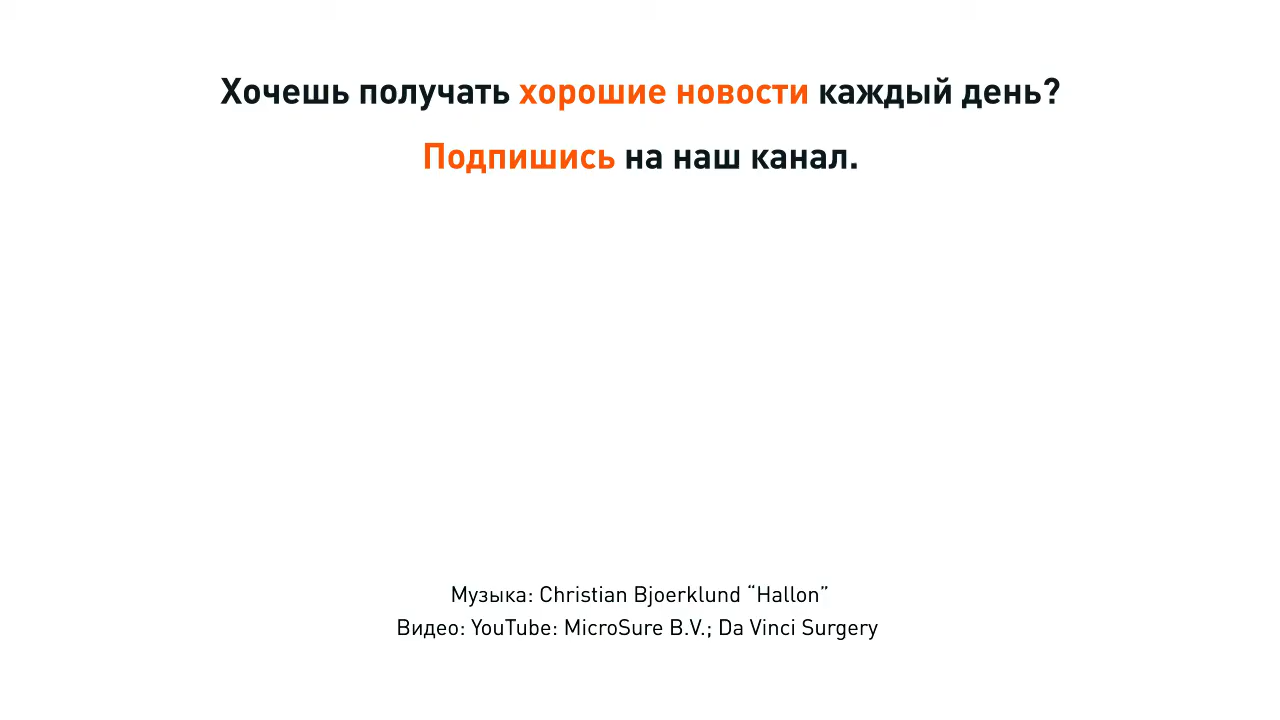 Хочешь получать хорошие новости каждый день?
Подпишись на наш канал.
Музыка: Christian Bjoerklund “Hallon”
Видео: YouTube: MicroSure B.V.; Da Vinci Surgery